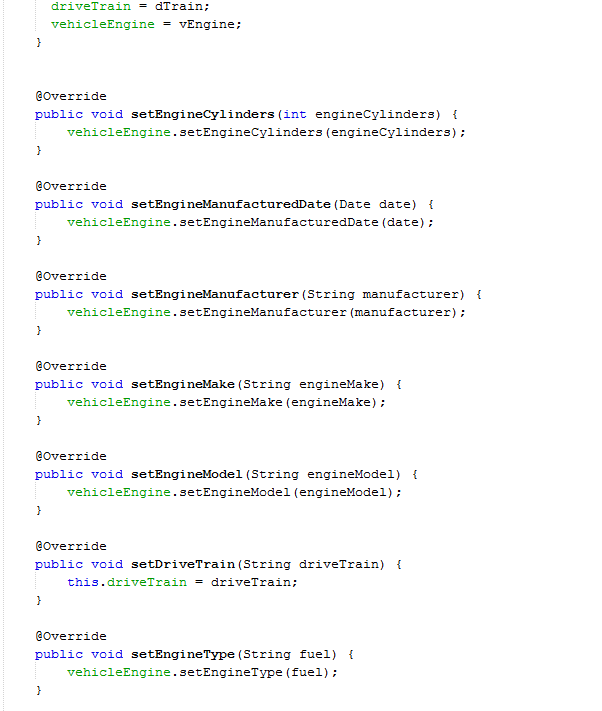 driveTrain = dTrain;
vehicleEngine = vEngine;
}
@Override
public void setEngineCylinders(int engineCylinders) {
vehicleEngine.setEngineCylinders(engineCylinders);
}
@Override
public void setEngineManufacturedDate(Date date) {
vehicleEngine.setEngineManufacturedDate(date);
}
@Override
public void setEngineManufacturer(String manufacturer) {
vehicleEngine.setEngineManufacturer(manufacturer);
}
@Override
public void setEngineMake(String engineMake) {
vehicleEngine.setEngineMake(engineMake);
}
@Override
public void setEngineModel(String engineModel) {
vehicleEngine.setEngineModel(engineModel);
}
@Override
public void setDriveTrain(String driveTrain) {
this.driveTrain = driveTrain;
}
@Override
public void setEngineType(String fuel) {
vehicleEngine.setEngineType(fuel);
}